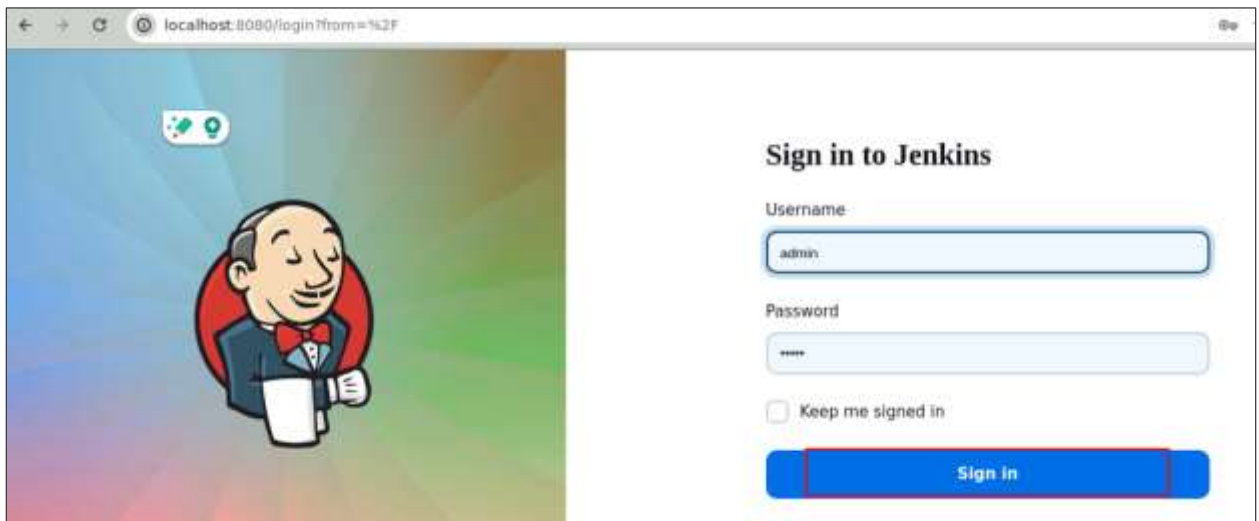 localhost:8080/login?from=%2F
Sign in to Jenkins
Username
admin
Password
•••••
Keep me signed in
Sign in